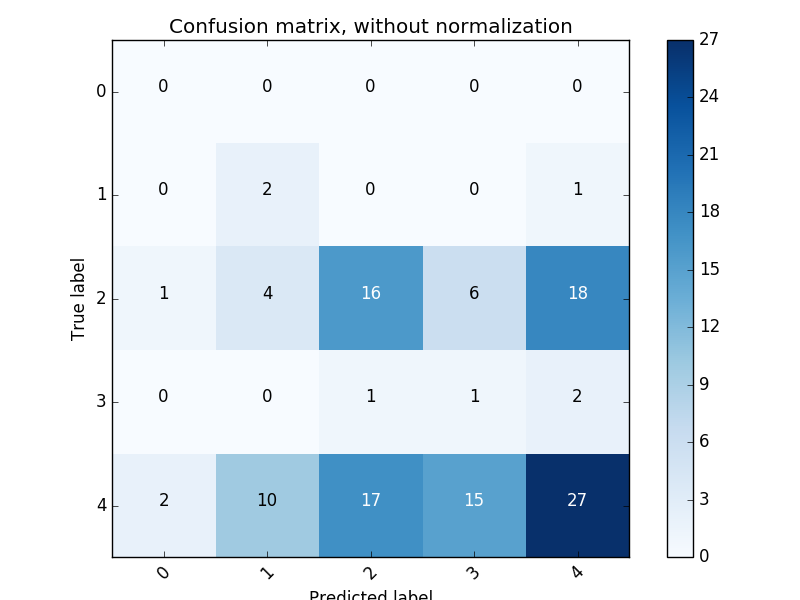 Confusion matrix, without normalization
27
0 0 0 0 0 0
24
21
1 0 2 0 0 1
18
True label
2 1 4 16 6 18
15
12
3 0 0 1 1 2
9
6
4 2 10 17 15 27
3
0
0 1 2 3 4
Predicted label